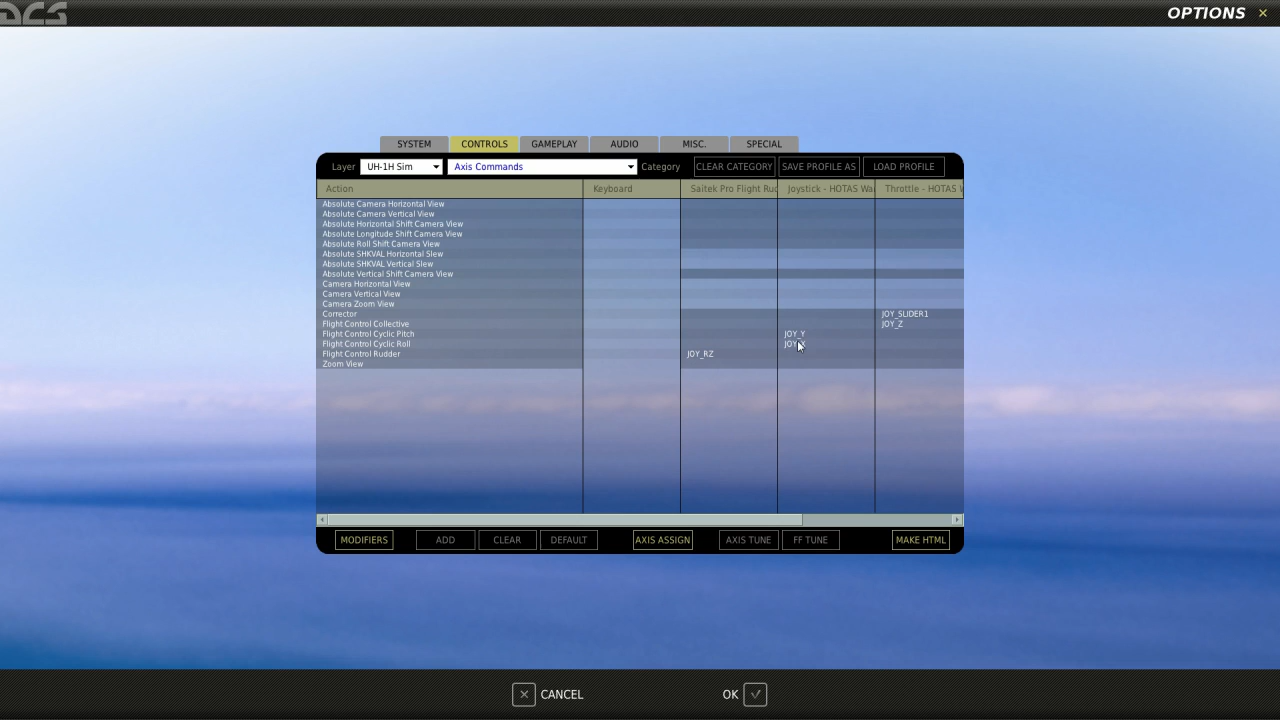 DCS
OPTIONS
SYSTEM CONTROLS GAMEPLAY AUDIO MISC. SPECIAL
Layer UH-1H Sim Axis Commands Category CLEAR CATEGORY SAVE PROFILE AS LOAD PROFILE
Action Keyboard Saitek Pro Flight Ruc Joystick - HOTAS Wa Throttle - HOTAS W
Absolute Camera Horizontal View
Absolute Camera Vertical View
Absolute Horizontal Shift Camera View
Absolute Longitude Shift Camera View
Absolute Roll Shift Camera View
Absolute SHKVAL Horizontal Slew
Absolute SHKVAL Vertical Slew
Absolute Vertical Shift Camera View
Camera Horizontal View
Camera Vertical View
Camera Zoom View
Corrector JOY_SLIDER1
Flight Control Collective JOY_Z
Flight Control Cyclic Pitch JOY_Y
Flight Control Cyclic Roll
Flight Control Rudder JOY_RZ
Zoom View
MODIFIERS ADD CLEAR DEFAULT AXIS ASSIGN AXIS TUNE FF TUNE MAKE HTML
CANCEL OK